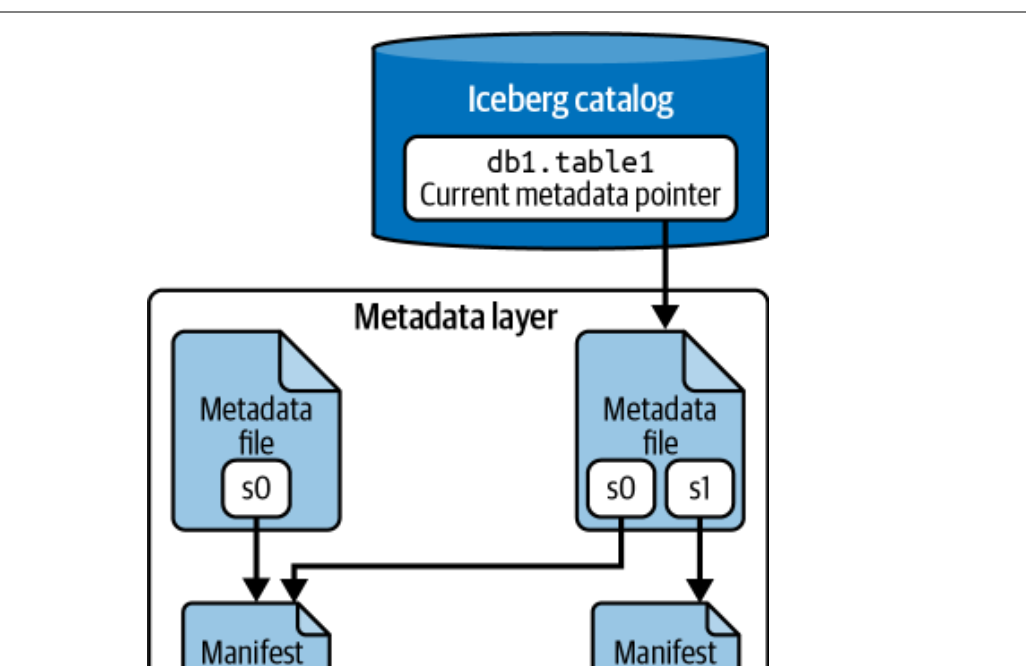 Iceberg catalog
db1.table1
Current metadata pointer
Metadata layer
Metadata
file
s0
Metadata
file
s0
s1
Manifest
Manifest